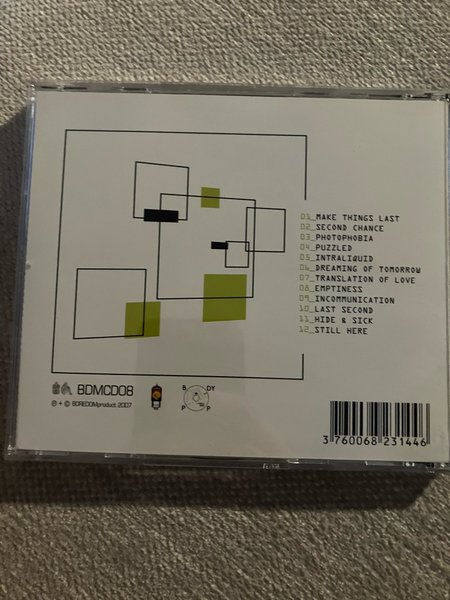 01_MAKE THINGS LAST
02_SECOND CHANCE
03_PHOTOPHOBIA
04_PUZZLED
05_INTRALIQUID
06_DREAMING OF TOMORROW
07_TRANSLATION OF LOVE
08_EMPTINESS
09_INCOMMUNICATION
10_LAST SECOND
11_HIDE & SICK
12_STILL HERE
BDMCD08
℗ + © BOREDOMproduct 2007
B DY
P P
3 760068 231446